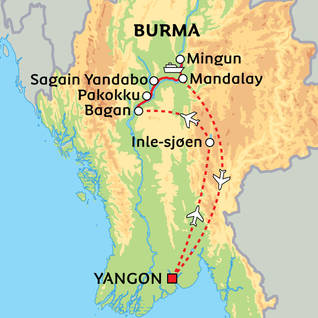 BURMA
Mingun
Sagain Yandabo
Mandalay
Pakokku
Bagan
Inle-sjøen
YANGON